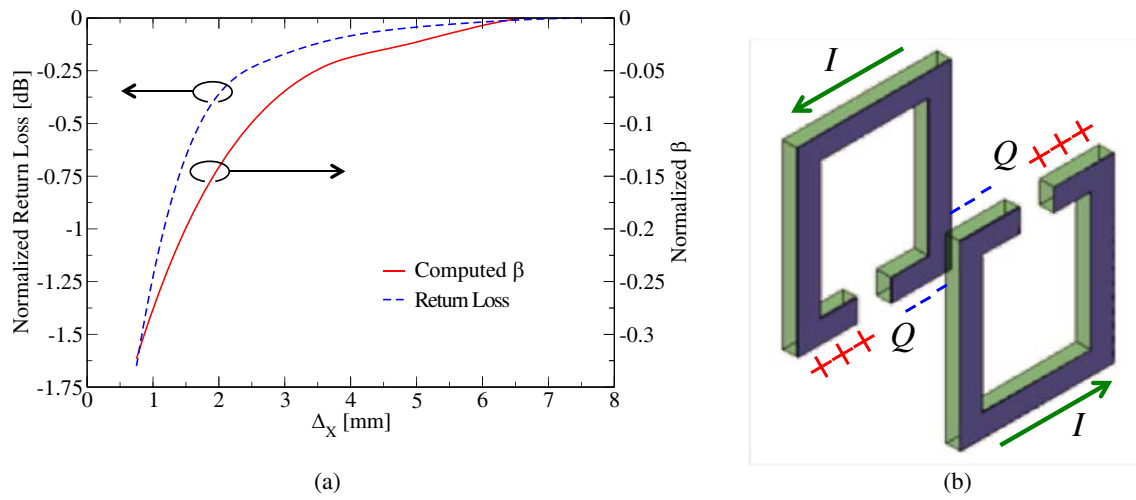 0 0
-0.25 -0.05
-0.5 -0.1
-0.75 -0.15
-1 -0.2
-1.25 -0.25
-1.5 -0.3
-1.75
Normalized Return Loss [dB]
Normalized β
Computed β
Return Loss
0 1 2 3 4 5 6 7 8
Δ_X [mm]
(a)
I
Q
Q
I
(b)